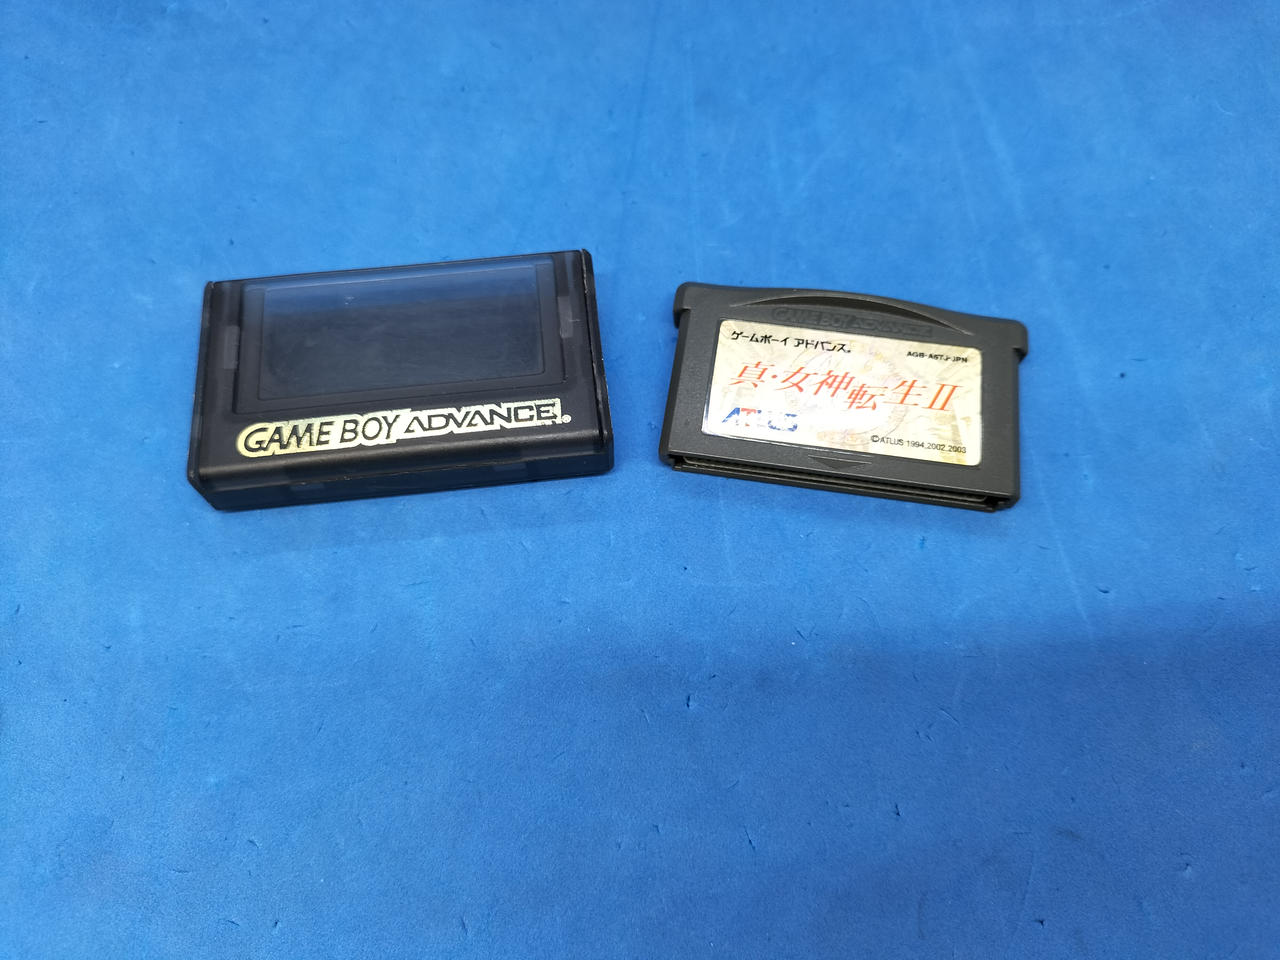 GAME BOY ADVANCE
GAME BOY ADVANCE
ゲームボーイ アドバンス®
AGB-A5TJ-JPN
真・女神転生II
ATLUS
©ATLUS 1994,2002,2003